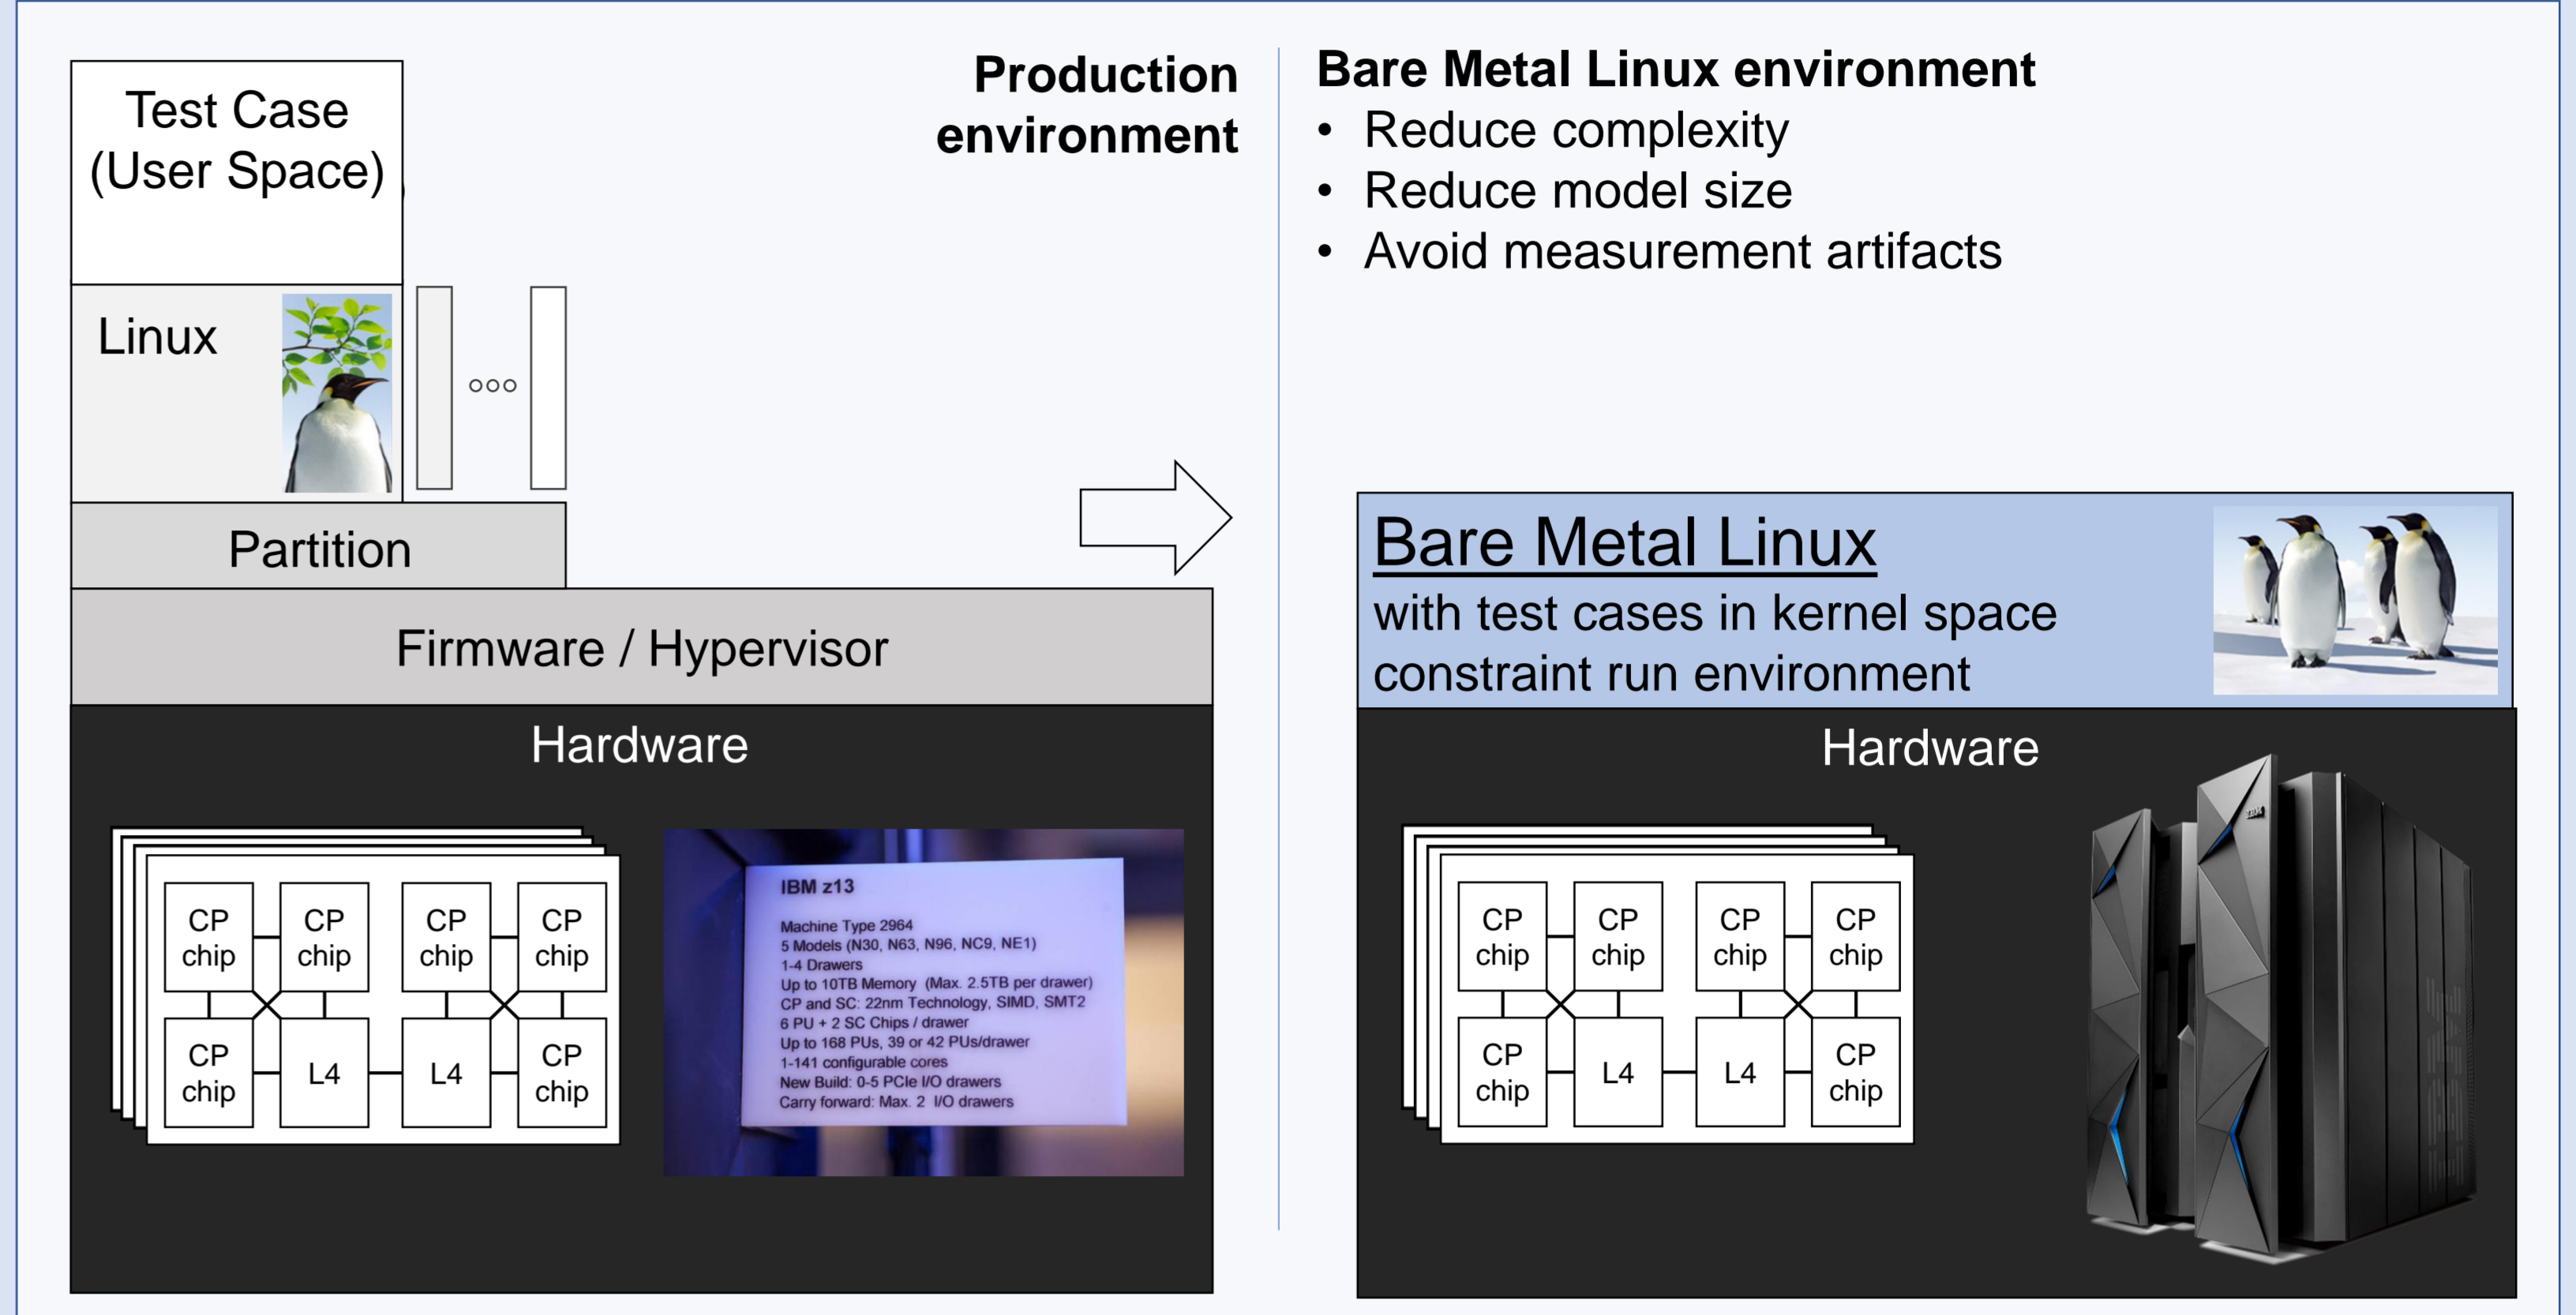 Test Case
(User Space)
Linux
Partition
Firmware / Hypervisor
Hardware
CP
chip
CP
chip
CP
chip
CP
chip
CP
chip
L4
L4
CP
chip
IBM z13
Machine Type 2964
5 Models (N30, N63, N96, NC9, NE1)
1-4 Drawers
Up to 10TB Memory (Max. 2.5TB per drawer)
CP and SC: 22nm Technology, SIMD, SMT2
6 PU + 2 SC Chips / drawer
Up to 168 PUs, 39 or 42 PUs/drawer
1-141 configurable cores
New Build: 0-5 PCIe I/O drawers
Carry forward: Max. 2 I/O drawers
Production
environment
Bare Metal Linux environment
• Reduce complexity
• Reduce model size
• Avoid measurement artifacts
Bare Metal Linux
with test cases in kernel space
constraint run environment
Hardware
CP
chip
CP
chip
CP
chip
CP
chip
CP
chip
L4
L4
CP
chip
IBM
IBM